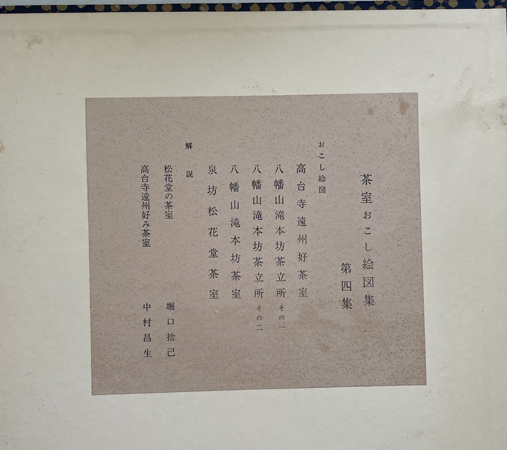 茶室おこし絵図集
第四集
おこし絵図
高台寺遠州好茶室
八幡山滝本坊茶立所 その一
八幡山滝本坊茶立所 その二
八幡山滝本坊茶室
泉坊松花堂茶室
解説
松花堂の茶室 堀口捨己
高台寺遠州好み茶室 中村昌生